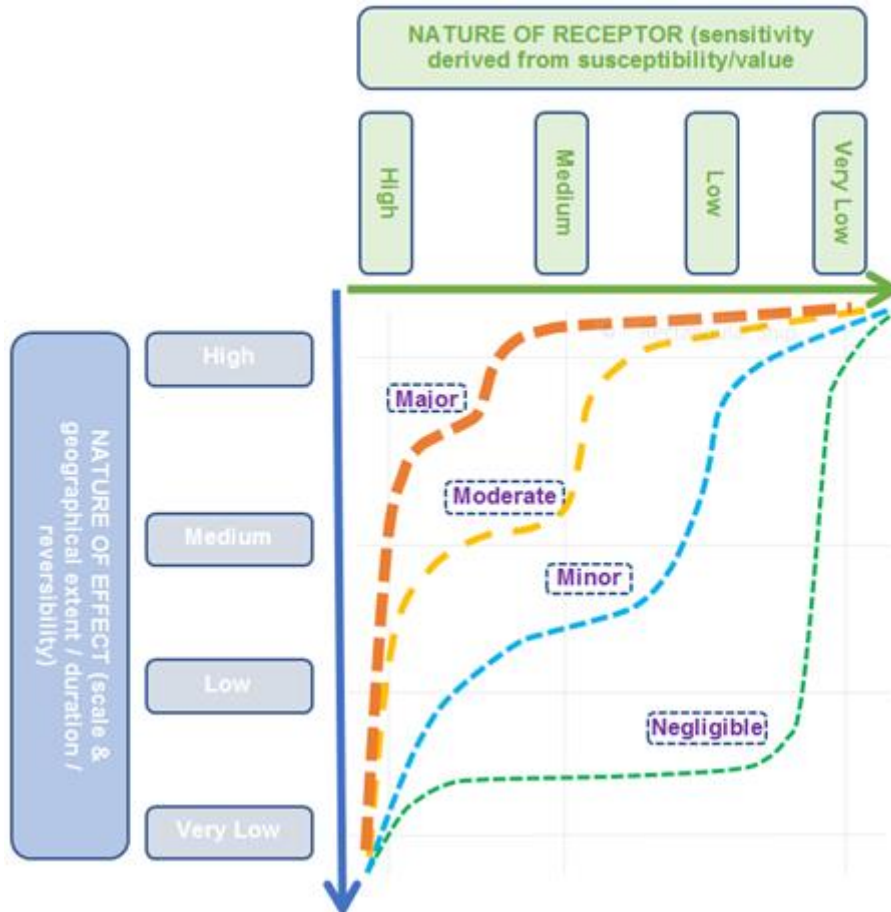 NATURE OF RECEPTOR (sensitivity
derived from susceptibility/value
High
Medium
Low
Very Low
NATURE OF EFFECT (scale &
geographical extent / duration /
reversibility)
High
Medium
Low
Very Low
Major
Moderate
Minor
Negligible